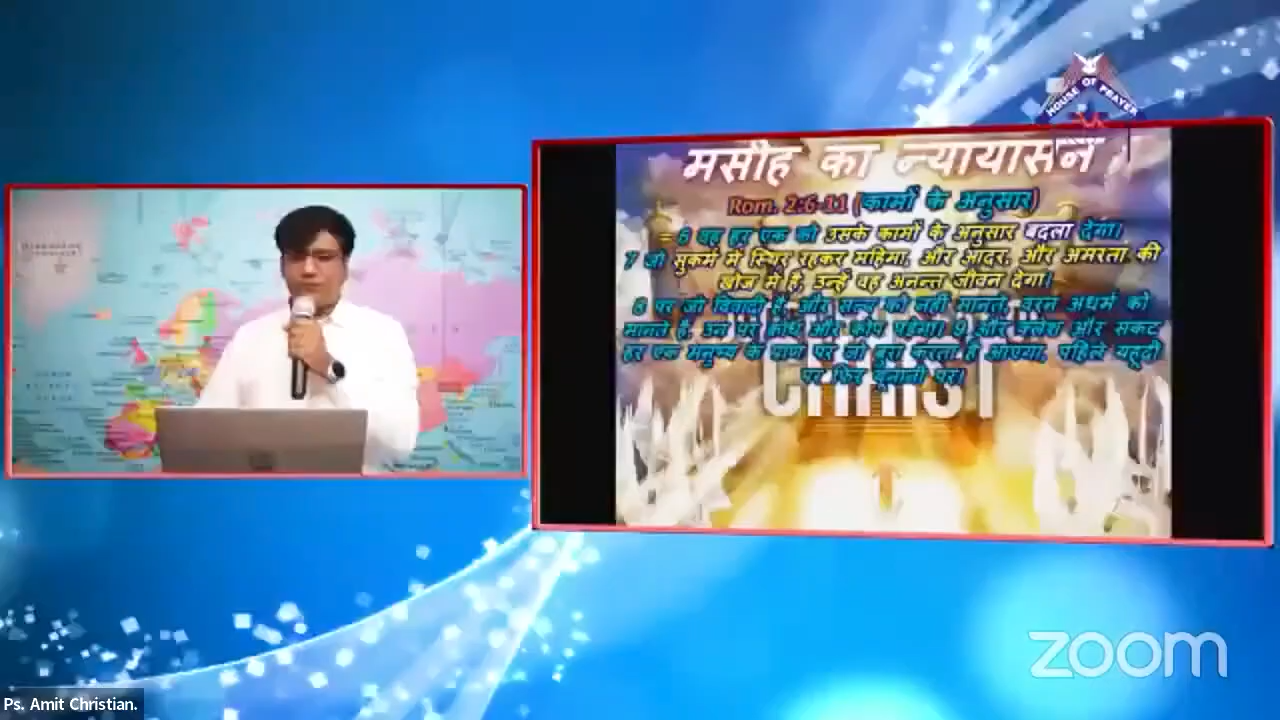 HOUSE OF PRAYER
मसीह का न्यायासन
Rom. 2:6-11 (कामों के अनुसार)
6 वह हर एक को उसके कामों के अनुसार बदला देगा।
7 जो सुकर्म में स्थिर रहकर महिमा, और आदर, और अमरता की
खोज में हैं, उन्हें वह अनन्त जीवन देगा।
8 पर जो विवादी हैं, और सत्य को नहीं मानते, वरन अधर्म को
मानते हैं, उन पर क्रोध और कोप पड़ेगा। 9 और क्लेश और संकट
हर एक मनुष्य के प्राण पर जो बुरा करता है आएगा, पहिले यहूदी
पर फिर यूनानी पर।
CHRIST
zoom
Ps. Amit Christian.